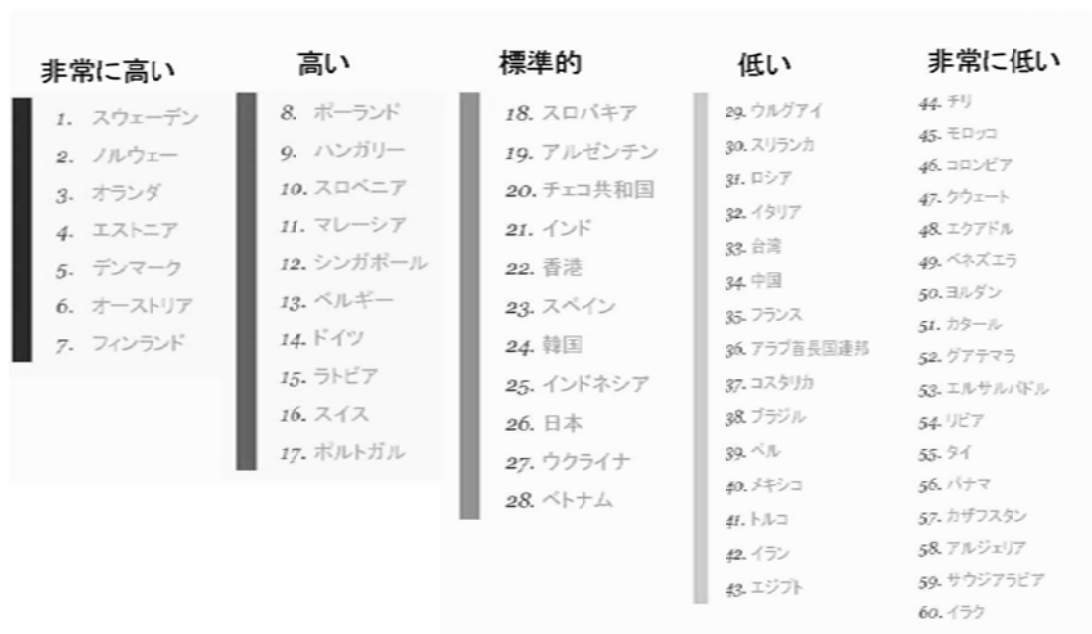 非常に高い
1. スウェーデン
2. ノルウェー
3. オランダ
4. エストニア
5. デンマーク
6. オーストリア
7. フィンランド
高い
8. ポーランド
9. ハンガリー
10. スロベニア
11. マレーシア
12. シンガポール
13. ベルギー
14. ドイツ
15. ラトビア
16. スイス
17. ポルトガル
標準的
18. スロバキア
19. アルゼンチン
20. チェコ共和国
21. インド
22. 香港
23. スペイン
24. 韓国
25. インドネシア
26. 日本
27. ウクライナ
28. ベトナム
低い
29. ウルグアイ
30. スリランカ
31. ロシア
32. イタリア
33. 台湾
34. 中国
35. フランス
36. アラブ首長国連邦
37. コスタリカ
38. ブラジル
39. ペル
40. メキシコ
41. トルコ
42. イラン
43. エジプト
非常に低い
44. チリ
45. モロッコ
46. コロンビア
47. クウェート
48. エクアドル
49. ベネズエラ
50. ヨルダン
51. カタール
52. グアテマラ
53. エルサルバドル
54. リビア
55. タイ
56. パナマ
57. カザフスタン
58. アルジェリア
59. サウジアラビア
60. イラク